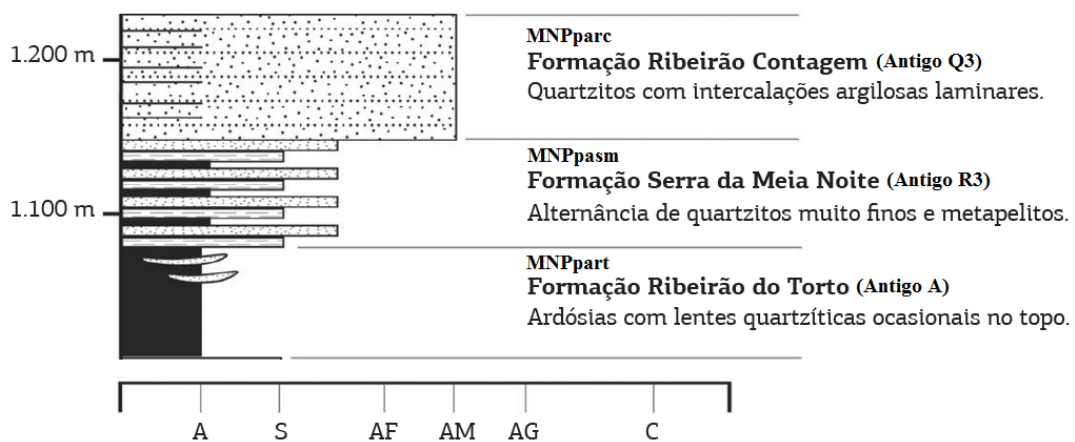 1.200 m
MNPparc
Formação Ribeirão Contagem (Antigo Q3)
Quartzitos com intercalações argilosas laminares.
MNPpasm
Formação Serra da Meia Noite (Antigo R3)
1.100 m
Alternância de quartzitos muito finos e metapelitos.
MNPpart
Formação Ribeirão do Torto (Antigo A)
Ardósias com lentes quartzíticas ocasionais no topo.
A S AF AM AG C